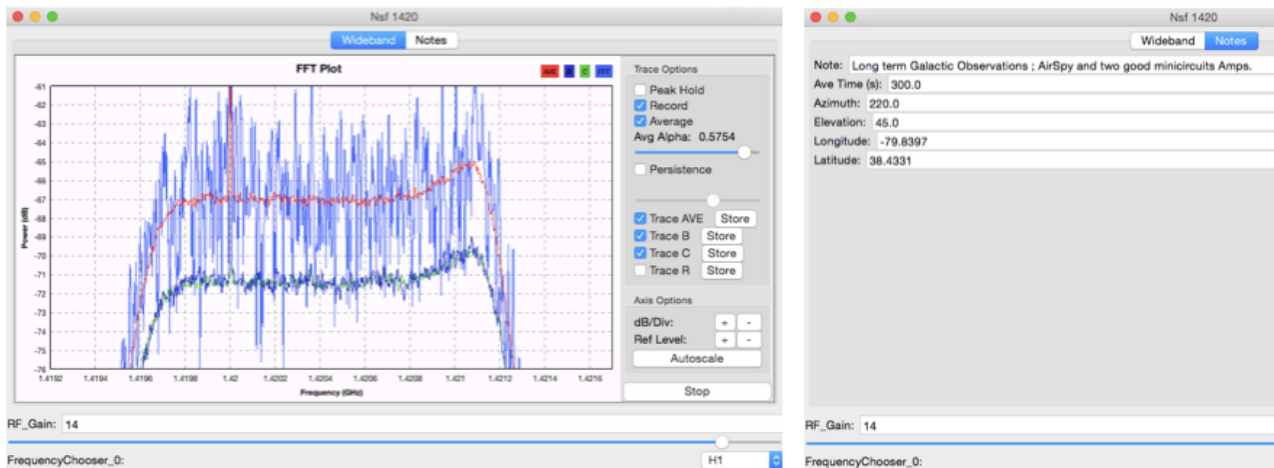 Nsf 1420
Wideband Notes
FFT Plot
AVE B C FFT
-61
-62
-63
-64
-65
-66
-67
-68
-69
-70
-71
-72
-73
-74
-75
-76
Power (dB)
1.4192 1.4194 1.4196 1.4198 1.42 1.4202 1.4204 1.4206 1.4208 1.421 1.4212 1.4214 1.4216
Frequency (GHz)
Trace Options
Peak Hold
Record
Average
Avg Alpha: 0.5754
Persistence
Trace AVE Store
Trace B Store
Trace C Store
Trace R Store
Axis Options
dB/Div: + -
Ref Level: + -
Autoscale
Stop
RF_Gain: 14
FrequencyChooser_0: H1
Nsf 1420
Wideband Notes
Note: Long term Galactic Observations ; AirSpy and two good minicircuits Amps.
Ave Time (s): 300.0
Azimuth: 220.0
Elevation: 45.0
Longitude: -79.8397
Latitude: 38.4331
RF_Gain: 14
FrequencyChooser_0: